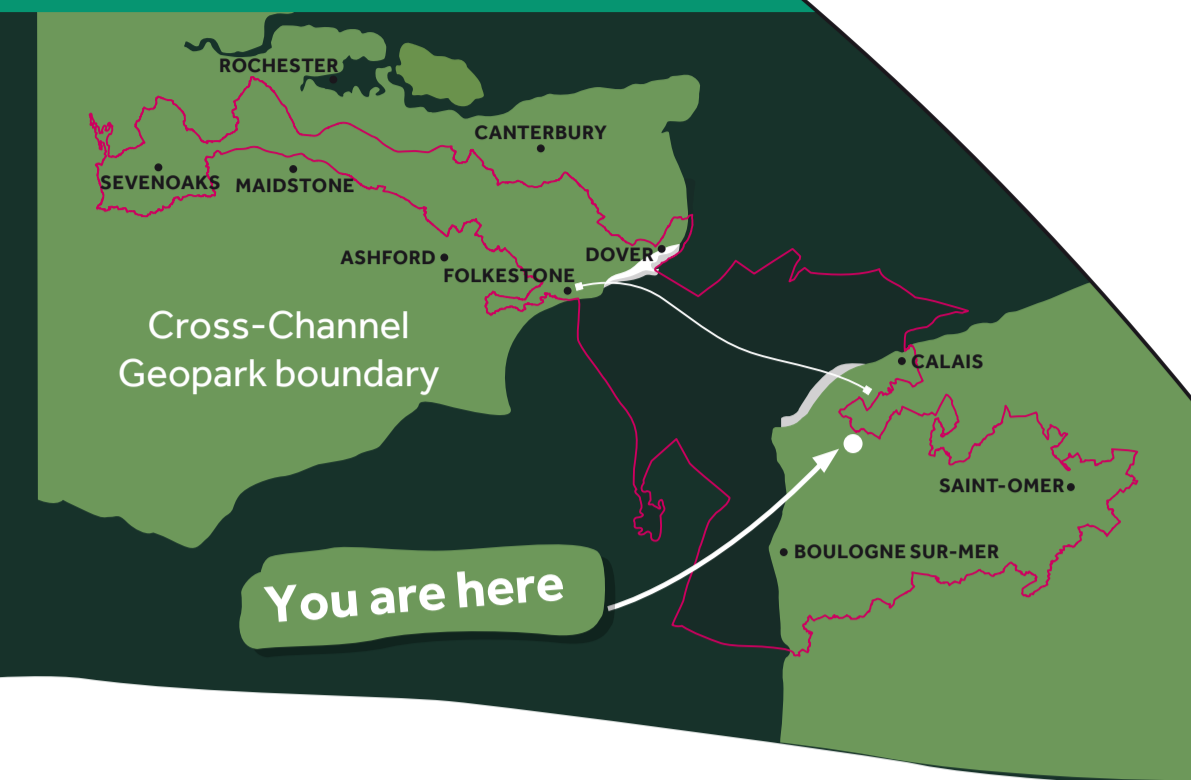 ROCHESTER
CANTERBURY
SEVENOAKS
MAIDSTONE
ASHFORD
DOVER
FOLKESTONE
Cross-Channel
Geopark boundary
CALAIS
SAINT-OMER
BOULOGNE SUR-MER
You are here